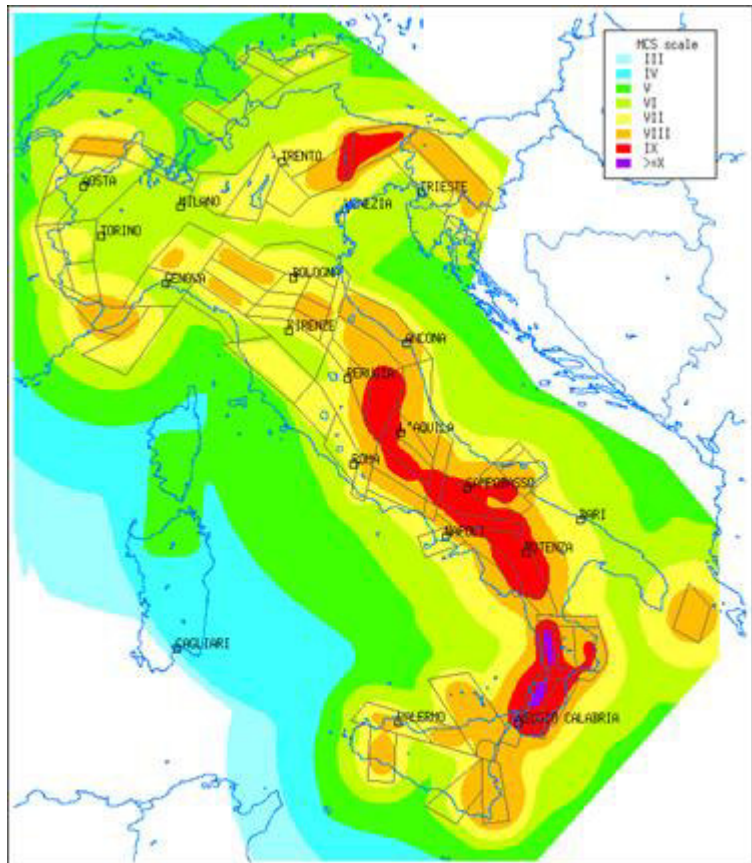 MCS scale
III
IV
V
VI
VII
VIII
IX
>=X
TRENTO
AOSTA
TRIESTE
MILANO
VENEZIA
TORINO
BOLOGNA
GENOVA
FIRENZE
ANCONA
PERUGIA
L'AQUILA
ROMA
CAMPOBASSO
BARI
NAPOLI
POTENZA
CAGLIARI
PALERMO
REGGIO CALABRIA